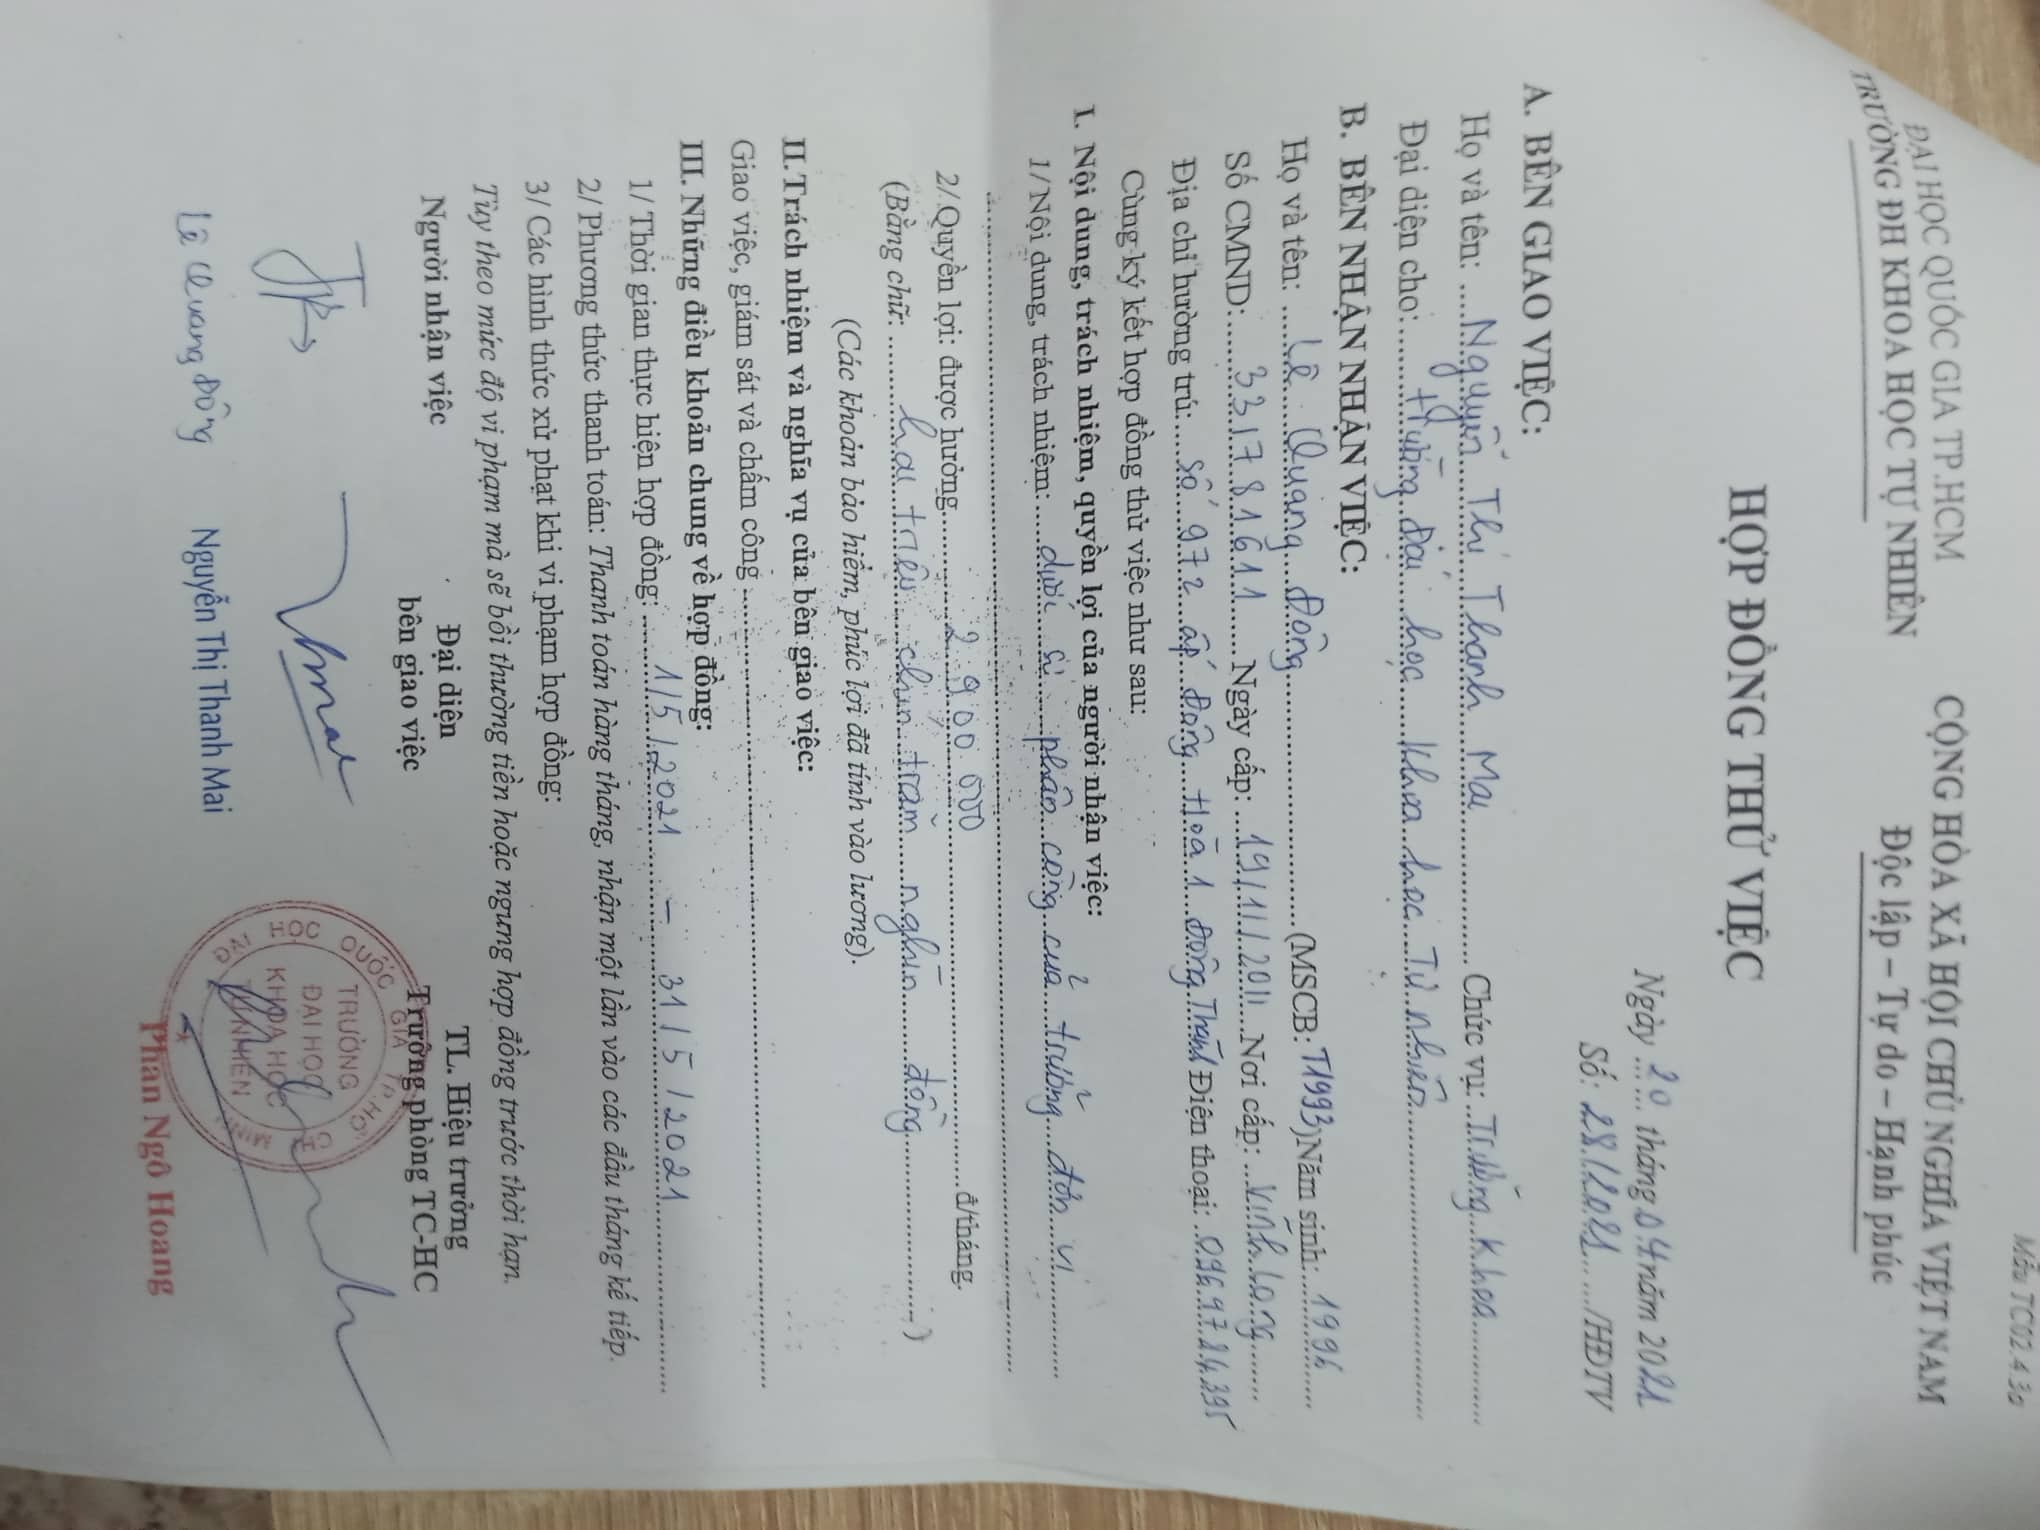 Mẫu TC02.4.3a
ĐẠI HỌC QUỐC GIA TP.HCM
TRƯỜNG ĐH KHOA HỌC TỰ NHIÊN
CỘNG HÒA XÃ HỘI CHỦ NGHĨA VIỆT NAM
Độc lập – Tự do – Hạnh phúc
HỢP ĐỒNG THỬ VIỆC
Ngày 20 tháng 04 năm 2021
Số: 28/2021/HĐTV
A. BÊN GIAO VIỆC:
Họ và tên: Nguyễn Thị Thanh Mai Chức vụ: Trưởng Khoa
Đại diện cho: Trường Đại học Khoa học Tự nhiên
B. BÊN NHẬN NHẬN VIỆC:
Họ và tên: Lê Quang Đông (MSCB: T1993) Năm sinh: 1996
Số CMND: 331781611 Ngày cấp: 19/11/2011 Nơi cấp: Vĩnh Long
Địa chỉ hường trú: số 972 ấp Đông Hoà 1 Đông Thành Điện thoại: 0969724395
Cùng ký kết hợp đồng thử việc như sau:
I. Nội dung, trách nhiệm, quyền lợi của người nhận việc:
1/ Nội dung, trách nhiệm: dưới sự phân công của trưởng đơn vị
2/ Quyền lợi: được hưởng 2.900.000 đ/tháng.
(Bằng chữ: hai triệu chín trăm nghìn đồng)
(Các khoản bảo hiểm, phúc lợi đã tính vào lương).
II. Trách nhiệm và nghĩa vụ của bên giao việc:
Giao việc, giám sát và chấm công
III. Những điều khoản chung về hợp đồng:
1/ Thời gian thực hiện hợp đồng: 1/5/2021 – 31/5/2021
2/ Phương thức thanh toán: Thanh toán hàng tháng, nhận một lần vào các đầu tháng kế tiếp.
3/ Các hình thức xử phạt khi vi phạm hợp đồng:
Tùy theo mức độ vi phạm mà sẽ bồi thường tiền hoặc ngưng hợp đồng trước thời hạn.
Người nhận việc
Đại diện
bên giao việc
TL. Hiệu trưởng
Trưởng phòng TC-HC
ĐẠI HỌC QUỐC GIA TP.HỒ CHÍ MINH
TRƯỜNG
ĐẠI HỌC
KHOA HỌC
TỰ NHIÊN
Lê Quang Đông
Nguyễn Thị Thanh Mai
Phan Ngô Hoang